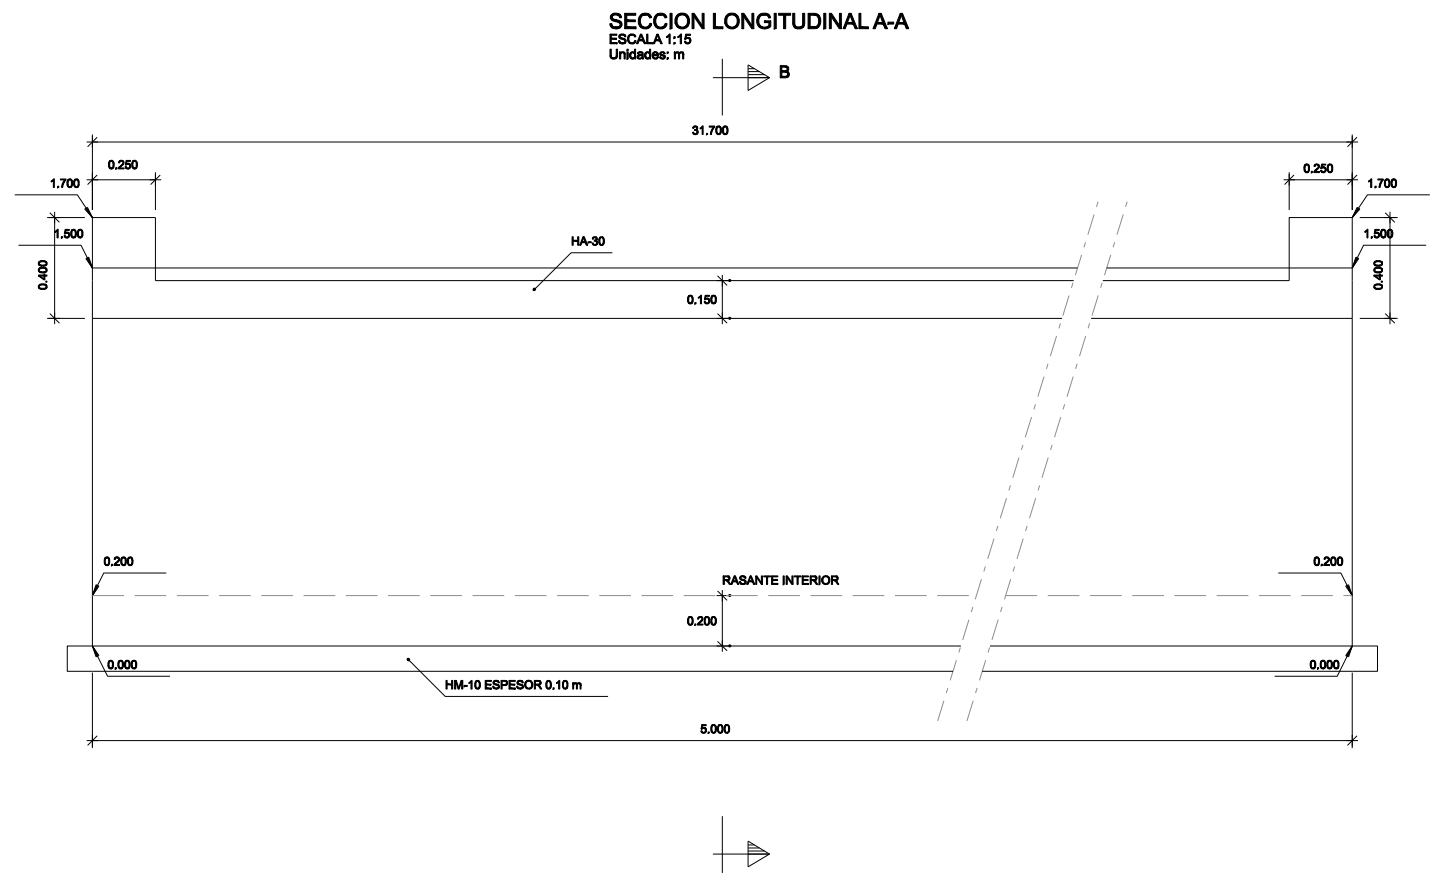 SECCION LONGITUDINAL A-A
ESCALA 1:15
Unidades: m
B
31.700
0.250
0.250
1.700
1.700
1.500
1.500
HA-30
0.400
0.150
0.400
0.200
0.200
RASANTE INTERIOR
0.200
0.000
0.000
HM-10 ESPESOR 0.10 m
5.000